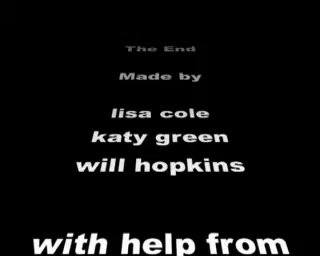 The End
Made by
lisa cole
katy green
will hopkins
with help from